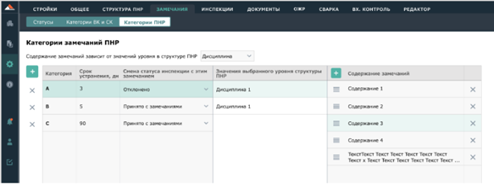 СТРОЙКИ ОБЩЕЕ СТРУКТУРА ПНР ЗАМЕЧАНИЕ ИНСПЕКЦИИ ДОКУМЕНТЫ ОЖР СВАРКА ВХ. КОНТРОЛЬ РЕДАКТОР
Статусы Категории ВК и СК Категории ПНР
Категории замечаний ПНР
Содержание замечаний зависит от значений уровня в структуре ПНР Дисциплина
Категория Срок устранения, дн Смена статуса инспекции с этим замечанием Значения выбранного уровня структуры ПНР Содержание замечаний
A 3 Отклонено Дисциплина 1
B 5 Принято с замечаниями Дисциплина 1
C 90 Принято с замечаниями
Содержание 1
Содержание 2
Содержание 3
Содержание 4
ТекстТекст Текст Текст Текст Текст Текст
Текст х Текст Текст Текст Текст Текст Текст ...